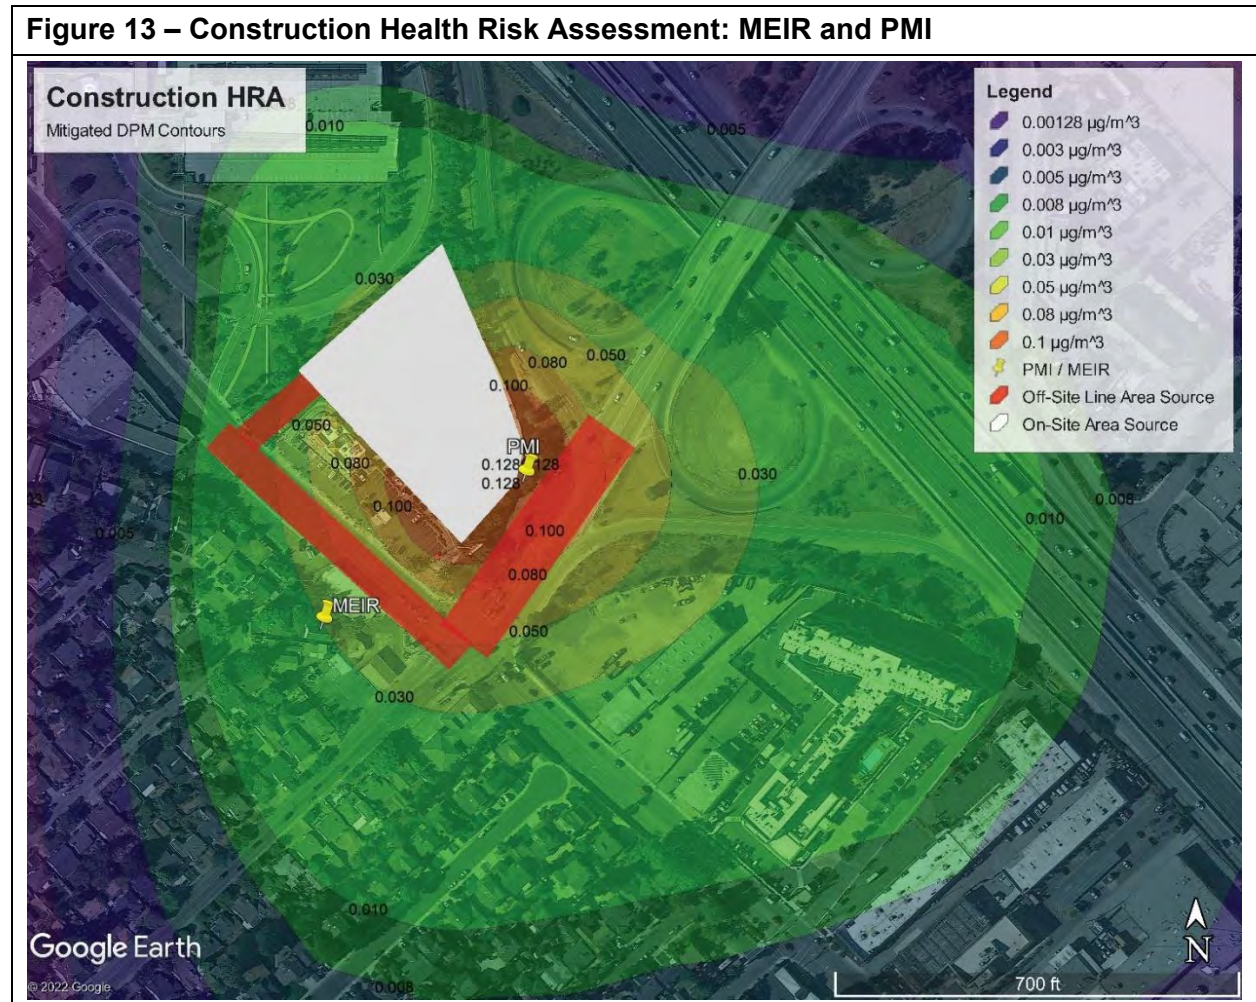 Figure 13 – Construction Health Risk Assessment: MEIR and PMI
Construction HRA
Mitigated DPM Contours
Legend
0.00128 µg/m^3
0.003 µg/m^3
0.005 µg/m^3
0.008 µg/m^3
0.01 µg/m^3
0.03 µg/m^3
0.05 µg/m^3
0.08 µg/m^3
0.1 µg/m^3
PMI / MEIR
Off-Site Line Area Source
On-Site Area Source
0.010
0.005
0.030
0.080
0.050
0.100
0.050
PMI
0.080
0.128
128
0.128
0.030
0.100
0.008
0.010
0.100
0.005
0.080
MEIR
0.050
0.030
0.010
0.008
Google Earth
© 2022 Google
N
700 ft